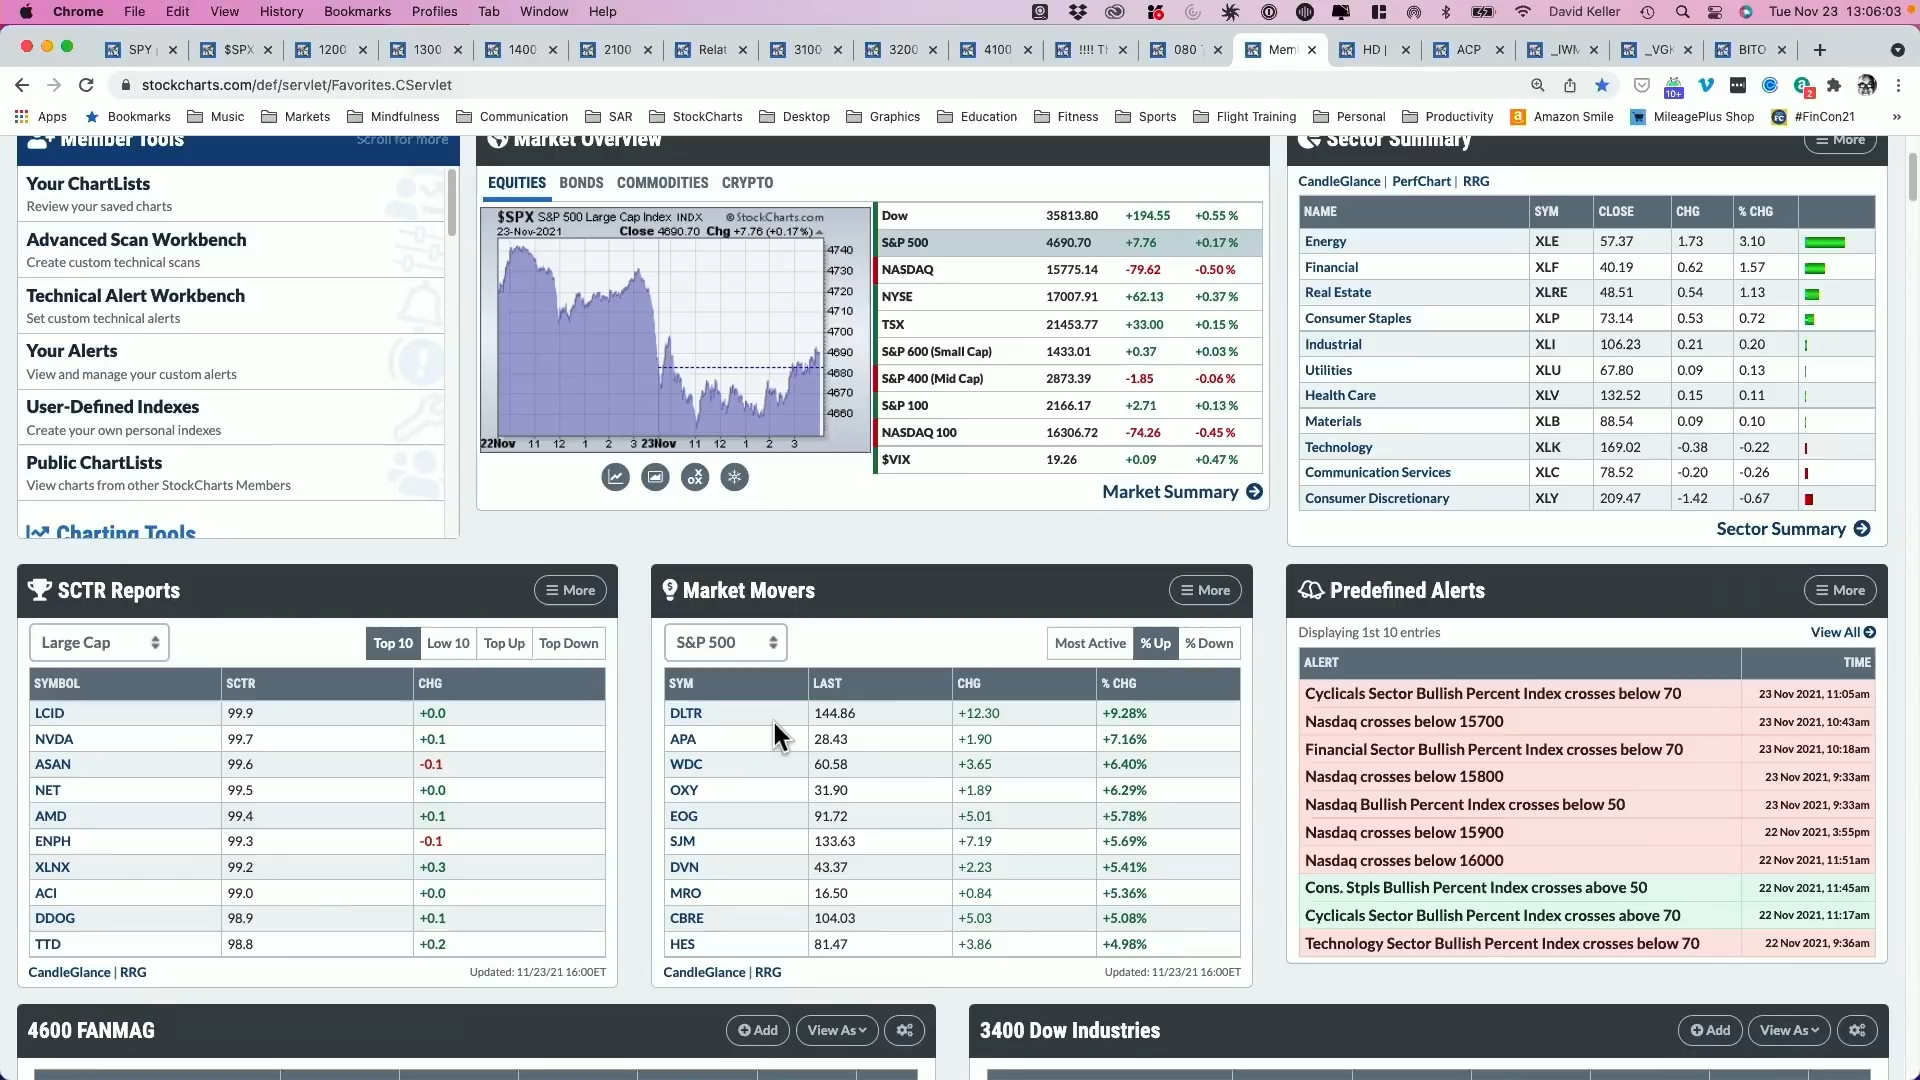 Chrome File Edit View History Bookmarks Profiles Tab Window Help David Keller Tue Nov 23 13:06:03
SPY $SPX 1200 1300 1400 2100 Relat 3100 3200 4100 !!!! Tl 080 Mem HD | ACP _IWM _VGK BITO
stockcharts.com/def/servlet/Favorites.CServlet 10+ 2
Apps Bookmarks Music Markets Mindfulness Communication SAR StockCharts Desktop Graphics Education Fitness Sports Flight Training Personal Productivity Amazon Smile MileagePlus Shop #FinCon21 »
Member Tools Scroll for more
Your ChartLists
Review your saved charts
Advanced Scan Workbench
Create custom technical scans
Technical Alert Workbench
Set custom technical alerts
Your Alerts
View and manage your custom alerts
User-Defined Indexes
Create your own personal indexes
Public ChartLists
View charts from other StockCharts Members
Charting Tools
Market Overview
EQUITIES BONDS COMMODITIES CRYPTO
$SPX S&P 500 Large Cap Index INDX ©StockCharts.com
23-Nov-2021 Close 4690.70 Chg +7.76 (+0.17%)
4740
4730
4720
4710
4700
4690
4680
4670
4660
22Nov 11 12 1 2 3 23Nov 11 12 1 2 3
Dow 35813.80 +194.55 +0.55 %
S&P 500 4690.70 +7.76 +0.17 %
NASDAQ 15775.14 -79.62 -0.50 %
NYSE 17007.91 +62.13 +0.37 %
TSX 21453.77 +33.00 +0.15 %
S&P 600 (Small Cap) 1433.01 +0.37 +0.03 %
S&P 400 (Mid Cap) 2873.39 -1.85 -0.06 %
S&P 100 2166.17 +2.71 +0.13 %
NASDAQ 100 16306.72 -74.26 -0.45 %
$VIX 19.26 +0.09 +0.47 %
Market Summary
Sector Summary More
CandleGlance | PerfChart | RRG
NAME SYM CLOSE CHG % CHG
Energy XLE 57.37 1.73 3.10
Financial XLF 40.19 0.62 1.57
Real Estate XLRE 48.51 0.54 1.13
Consumer Staples XLP 73.14 0.53 0.72
Industrial XLI 106.23 0.21 0.20
Utilities XLU 67.80 0.09 0.13
Health Care XLV 132.52 0.15 0.11
Materials XLB 88.54 0.09 0.10
Technology XLK 169.02 -0.38 -0.22
Communication Services XLC 78.52 -0.20 -0.26
Consumer Discretionary XLY 209.47 -1.42 -0.67
Sector Summary
SCTR Reports More
Large Cap Top 10 Low 10 Top Up Top Down
SYMBOL SCTR CHG
LCID 99.9 +0.0
NVDA 99.7 +0.1
ASAN 99.6 -0.1
NET 99.5 +0.0
AMD 99.4 +0.1
ENPH 99.3 -0.1
XLNX 99.2 +0.3
ACI 99.0 +0.0
DDOG 98.9 +0.1
TTD 98.8 +0.2
CandleGlance | RRG Updated: 11/23/21 16:00ET
Market Movers More
S&P 500 Most Active % Up % Down
SYM LAST CHG % CHG
DLTR 144.86 +12.30 +9.28%
APA 28.43 +1.90 +7.16%
WDC 60.58 +3.65 +6.40%
OXY 31.90 +1.89 +6.29%
EOG 91.72 +5.01 +5.78%
SJM 133.63 +7.19 +5.69%
DVN 43.37 +2.23 +5.41%
MRO 16.50 +0.84 +5.36%
CBRE 104.03 +5.03 +5.08%
HES 81.47 +3.86 +4.98%
CandleGlance | RRG Updated: 11/23/21 16:00ET
Predefined Alerts More
Displaying 1st 10 entries View All
ALERT TIME
Cyclicals Sector Bullish Percent Index crosses below 70 23 Nov 2021, 11:05am
Nasdaq crosses below 15700 23 Nov 2021, 10:43am
Financial Sector Bullish Percent Index crosses below 70 23 Nov 2021, 10:18am
Nasdaq crosses below 15800 23 Nov 2021, 9:33am
Nasdaq Bullish Percent Index crosses below 50 23 Nov 2021, 9:33am
Nasdaq crosses below 15900 22 Nov 2021, 3:55pm
Nasdaq crosses below 16000 22 Nov 2021, 11:51am
Cons. Stpls Bullish Percent Index crosses above 50 22 Nov 2021, 11:45am
Cyclicals Sector Bullish Percent Index crosses above 70 22 Nov 2021, 11:17am
Technology Sector Bullish Percent Index crosses below 70 22 Nov 2021, 9:36am
4600 FANMAG Add View As
3400 Dow Industries Add View As